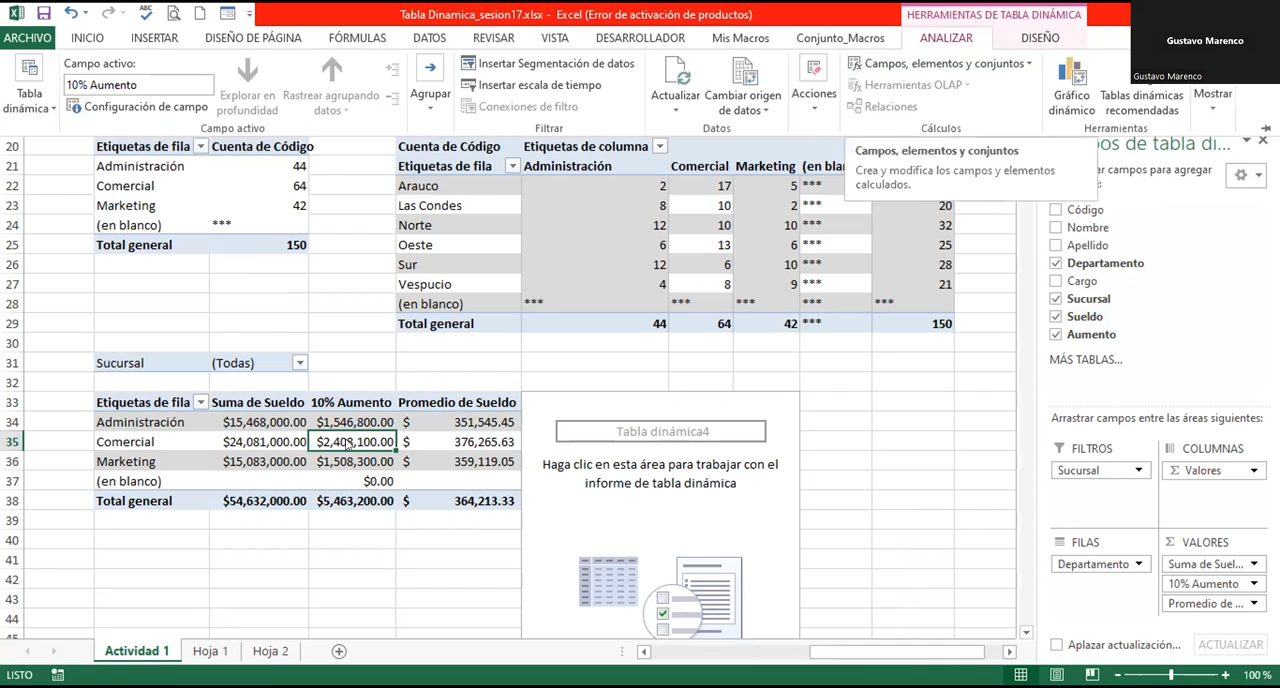 Tabla Dinamica_sesion17.xlsx - Excel (Error de activación de productos)
HERRAMIENTAS DE TABLA DINÁMICA
Gustavo Marenco
Gustavo Marenco
ARCHIVO INICIO INSERTAR DISEÑO DE PÁGINA FÓRMULAS DATOS REVISAR VISTA DESARROLLADOR Mis Macros Conjunto_Macros ANALIZAR DISEÑO
Tabla dinámica
Campo activo:
10% Aumento
Configuración de campo
Explorar en profundidad
Rastrear agrupando datos
Campo activo
Agrupar
Insertar Segmentación de datos
Insertar escala de tiempo
Conexiones de filtro
Filtrar
Actualizar
Cambiar origen de datos
Datos
Acciones
Campos, elementos y conjuntos
Herramientas OLAP
Relaciones
Cálculos
Gráfico dinámico
Tablas dinámicas recomendadas
Herramientas
Mostrar
Campos, elementos y conjuntos
Crea y modifica los campos y elementos
calculados.
20 Etiquetas de fila Cuenta de Código Cuenta de Código Etiquetas de columna
21 Administración 44 Etiquetas de fila Administración Comercial Marketing (en bla
22 Comercial 64 Arauco 2 17 5 ***
23 Marketing 42 Las Condes 8 10 2 *** 20
24 (en blanco) *** Norte 12 10 10 *** 32
25 Total general 150 Oeste 6 13 6 *** 25
26 Sur 12 6 10 *** 28
27 Vespucio 4 8 9 *** 21
28 (en blanco) *** *** *** *** ***
29 Total general 44 64 42 *** 150
30
31 Sucursal (Todas)
32
33 Etiquetas de fila Suma de Sueldo 10% Aumento Promedio de Sueldo
34 Administración $15,468,000.00 $1,546,800.00 $ 351,545.45
35 Comercial $24,081,000.00 $2,408,100.00 $ 376,265.63
36 Marketing $15,083,000.00 $1,508,300.00 $ 359,119.05
37 (en blanco) $0.00
38 Total general $54,632,000.00 $5,463,200.00 $ 364,213.33
39
40
41
42
43
44
Tabla dinámica4
Haga clic en esta área para trabajar con el
informe de tabla dinámica
os de tabla di...
ar campos para agregar
Código
Nombre
Apellido
Departamento
Cargo
Sucursal
Sueldo
Aumento
MÁS TABLAS...
Arrastrar campos entre las áreas siguientes:
FILTROS COLUMNAS
Sucursal Σ Valores
FILAS Σ VALORES
Departamento Suma de Suel...
10% Aumento
Promedio de ...
Aplazar actualización... ACTUALIZAR
Actividad 1 Hoja 1 Hoja 2
LISTO 100 %